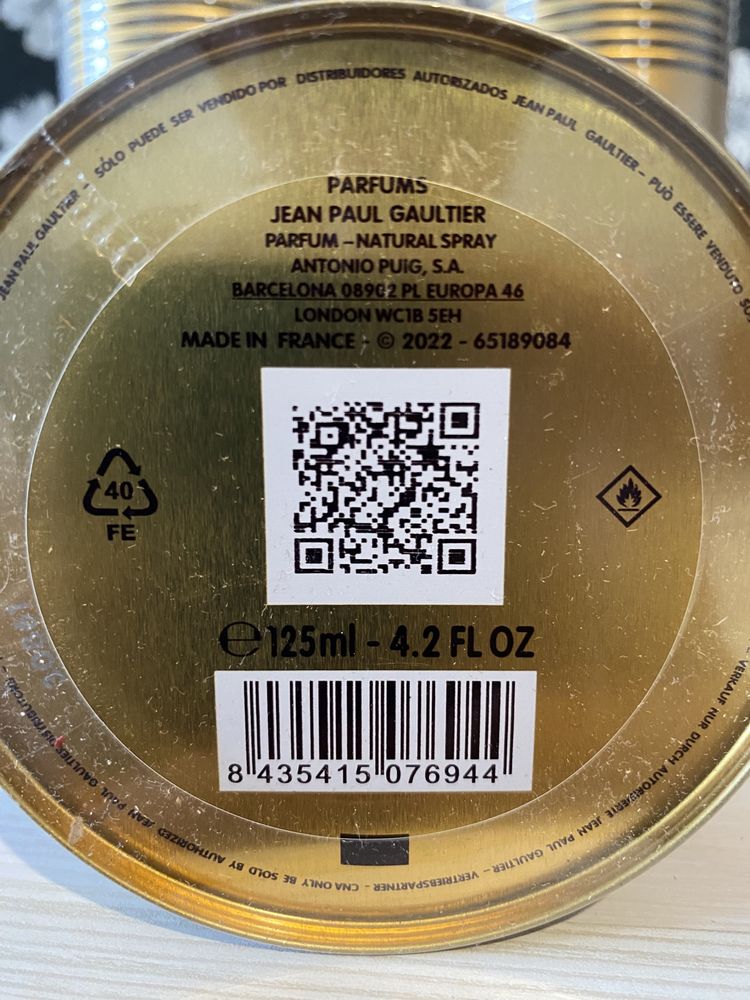 JEAN PAUL GAULTIER - SÓLO PUEDE SER VENDIDO POR DISTRIBUIDORES AUTORIZADOS JEAN PAUL GAULTIER - PUÒ ESSERE VENDUTO
PARFUMS
JEAN PAUL GAULTIER
PARFUM - NATURAL SPRAY
ANTONIO PUIG, S.A.
BARCELONA 08902 PL EUROPA 46
LONDON WC1B 5EH
MADE IN FRANCE - © 2022 - 65189084
40
FE
℮ 125ml - 4.2 FL OZ
8 435415 076944
VERKAUF NUR DURCH AUTORISIERTE JEAN PAUL GAULTIER - VERTRIEBSPARTNER - CNA ONLY BE SOLD BY AUTHORIZED JEAN PAUL GAULTIER